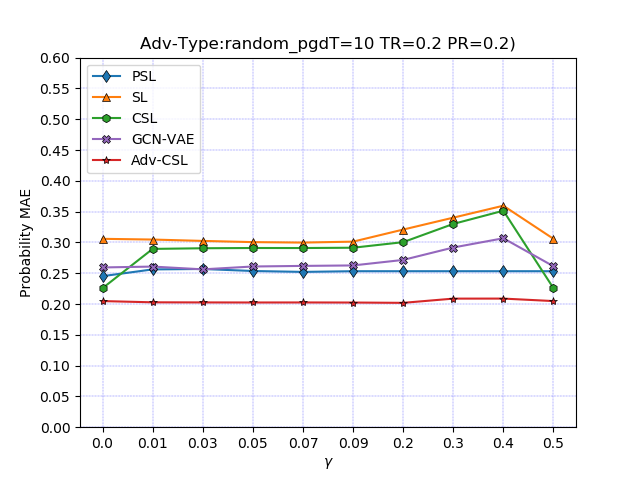 Adv-Type:random_pgdT=10 TR=0.2 PR=0.2)
0.60
0.55
0.50
0.45
0.40
0.35
0.30
0.25
0.20
0.15
0.10
0.05
0.00
Probability MAE
PSL
SL
CSL
GCN-VAE
Adv-CSL
0.0 0.01 0.03 0.05 0.07 0.09 0.2 0.3 0.4 0.5
γ